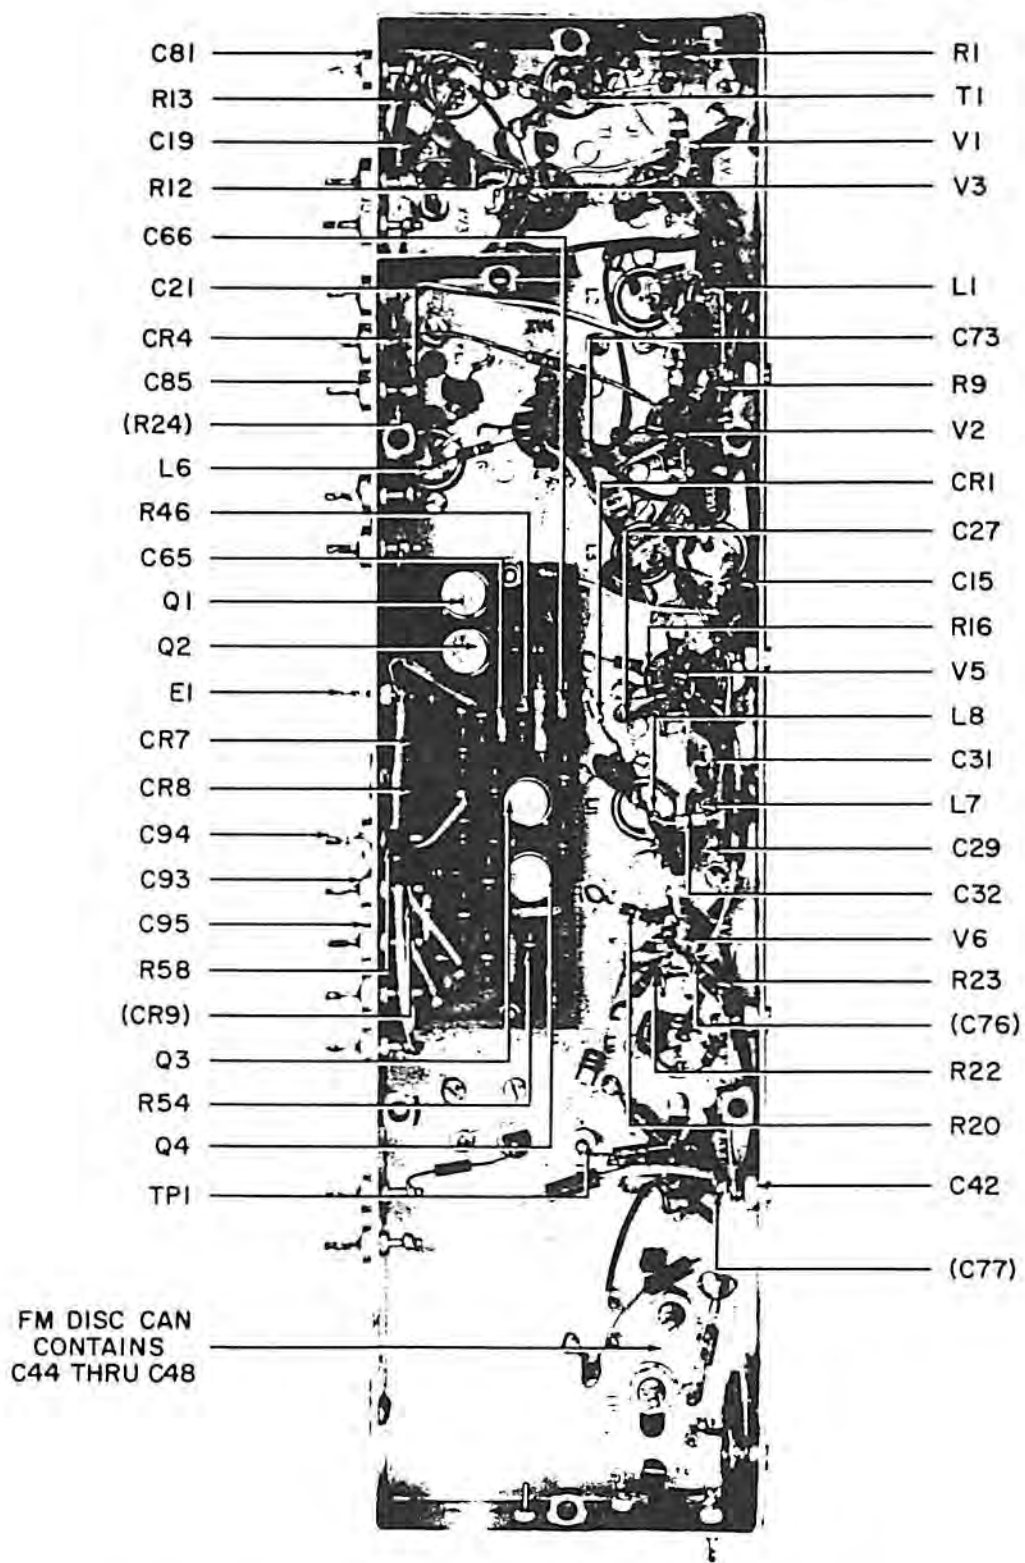 C81
R13
C19
R12
C66
C21
CR4
C85
(R24)
L6
R46
C65
Q1
Q2
E1
CR7
CR8
C94
C93
C95
R58
(CR9)
Q3
R54
Q4
TP1
FM DISC CAN
CONTAINS
C44 THRU C48
R1
T1
V1
V3
L1
C73
R9
V2
CR1
C27
C15
R16
V5
L8
C31
L7
C29
C32
V6
R23
(C76)
R22
R20
C42
(C77)
XV4